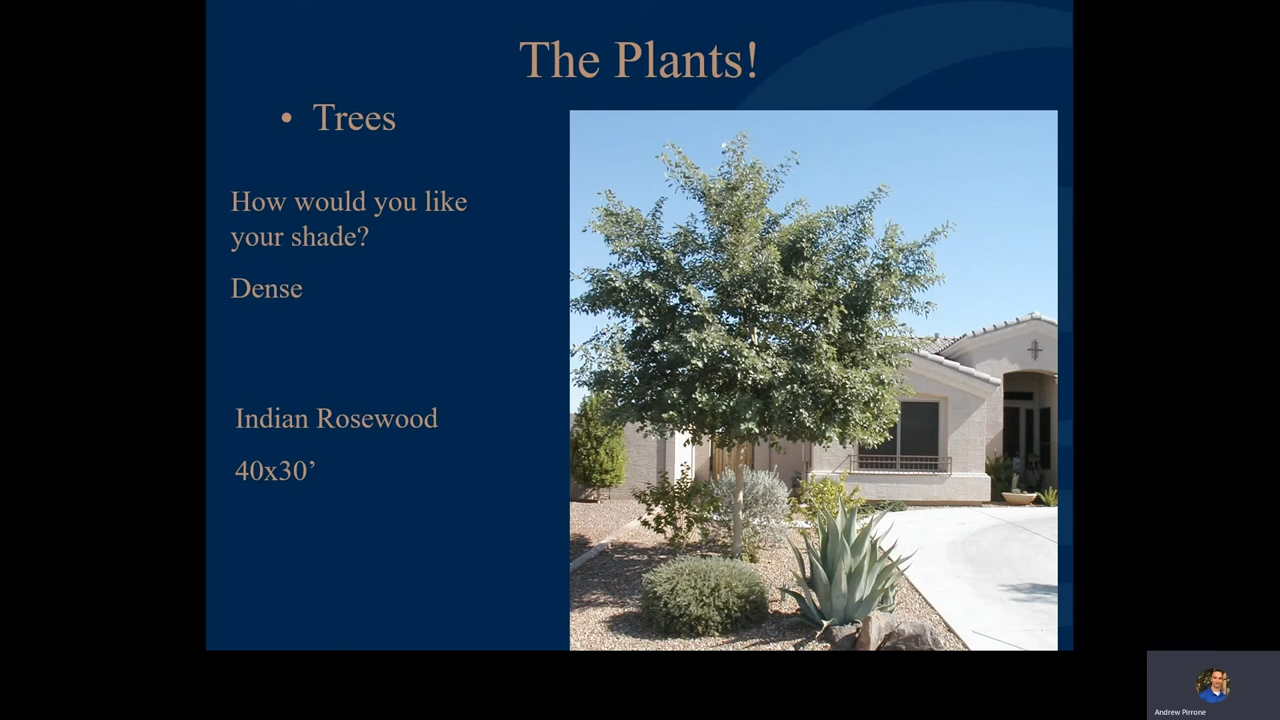 The Plants!
• Trees
How would you like
your shade?
Dense
Indian Rosewood
40x30’
Andrew Pirrone